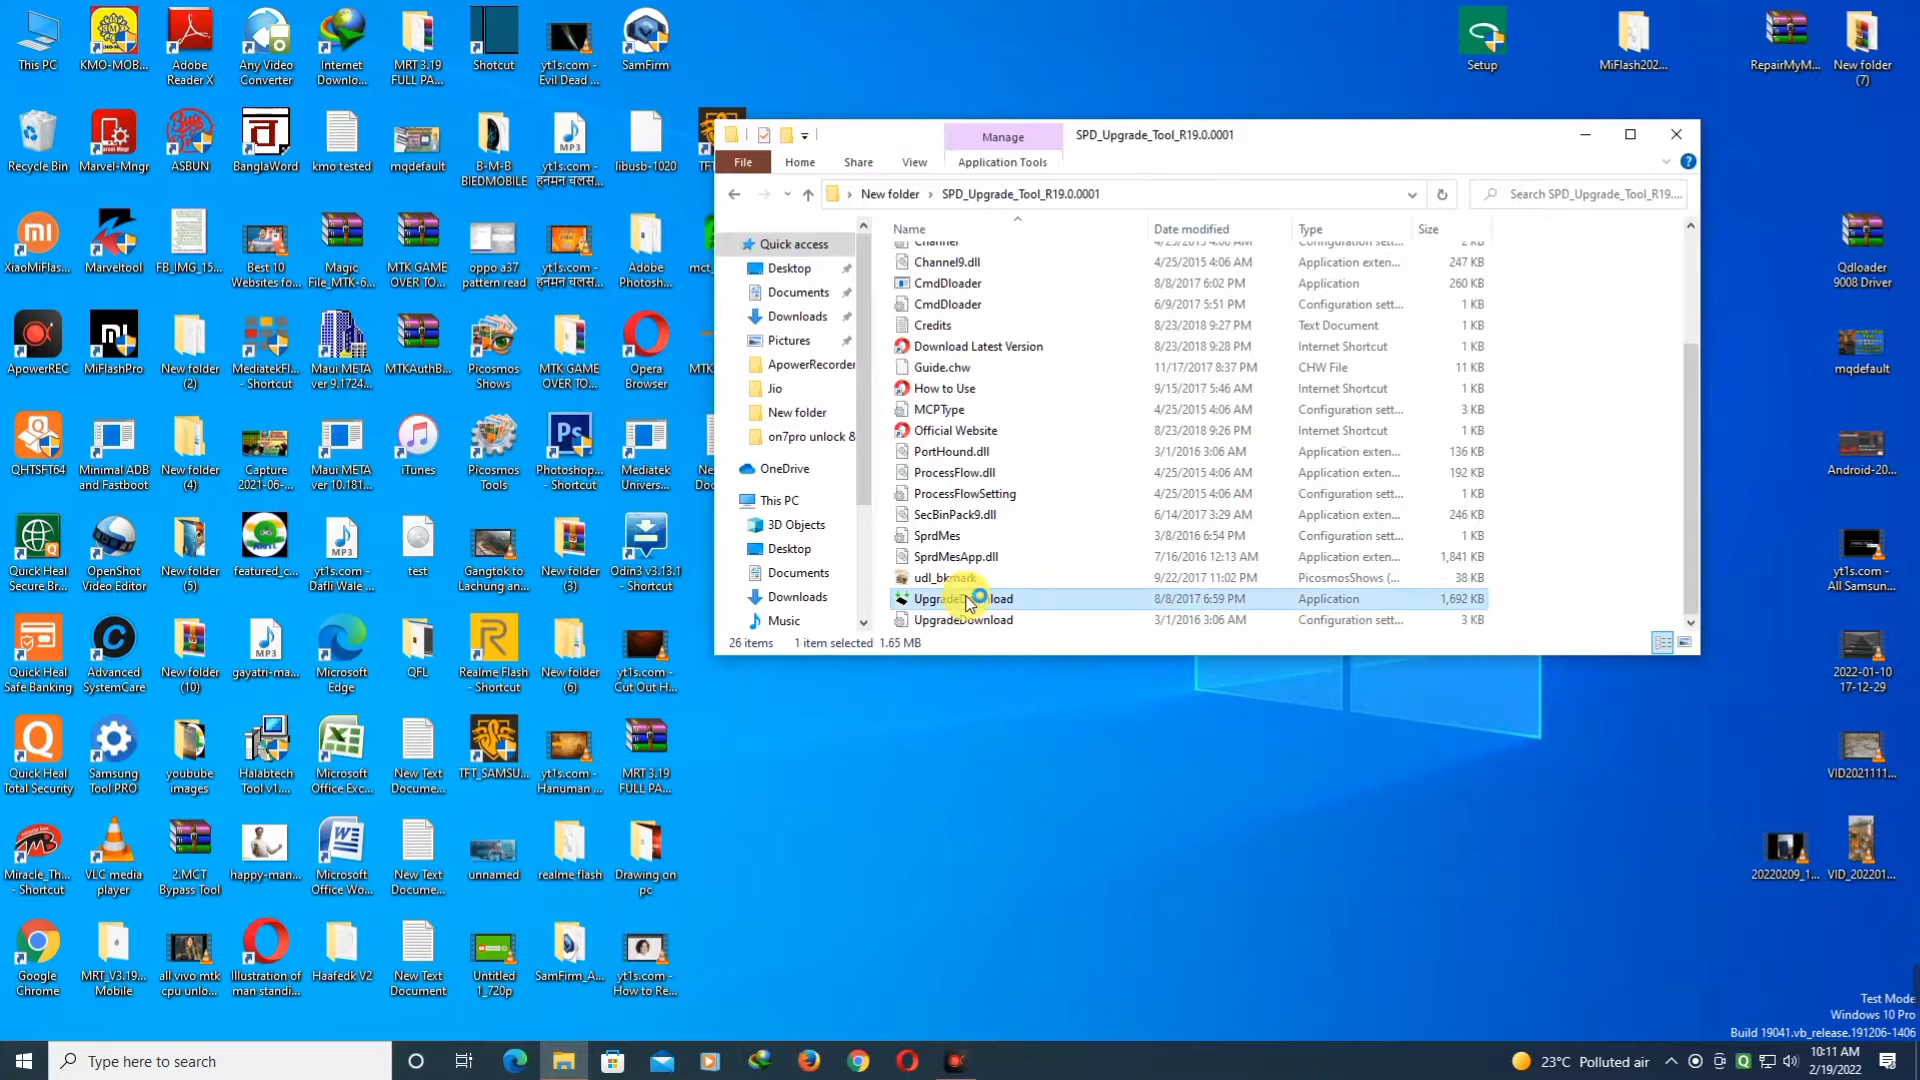 This PC
KMO-MOB...
Adobe
Reader X
Any Video
Converter
Internet
Downlo...
MRT 3.19
FULL PA...
Shotcut
yt1s.com -
Evil Dead ...
SamFirm
Setup
MiFlash202...
RepairMyM...
New folder
(7)
Recycle Bin
Marvel-Mngr
ASBUN
BanglaWord
kmo tested
mqdefault
B-M-B
BIEDMOBILE
yt1s.com -
हनमन चलस...
libusb-1020
XiaoMiFlas...
Marveltool
FB_IMG_15...
Best 10
Websites fo...
Magic
File_MTK-6...
MTK GAME
OVER TO...
oppo a37
pattern read
yt1s.com -
हनमन चलस...
Adobe
Photosh...
ApowerREC
MiFlashPro
New folder
(2)
MediatekFl...
- Shortcut
Maui META
ver 9.1724...
MTKAuthB...
Picosmos
Shows
MTK GAME
OVER TO...
Opera
Browser
QHTSFT64
Minimal ADB
and Fastboot
New folder
(4)
Capture
2021-06-...
Maui META
ver 10.181...
iTunes
Picosmos
Tools
Photoshop...
- Shortcut
Mediatek
Univers...
Quick Heal
Secure Br...
OpenShot
Video Editor
New folder
(5)
featured_c...
yt1s.com -
Dafli Wale ...
test
Gangtok to
Lachung an...
New folder
(3)
Odin3 v3.13.1
- Shortcut
Quick Heal
Safe Banking
Advanced
SystemCare
New folder
(10)
gayatri-ma...
Microsoft
Edge
QFL
Realme Flash
- Shortcut
New folder
(6)
yt1s.com -
Cut Out H...
Quick Heal
Total Security
Samsung
Tool PRO
youbube
images
Halabtech
Tool v1....
Microsoft
Office Exc...
New Text
Docume...
TFT_SAMSU...
yt1s.com -
Hanuman ...
MRT 3.19
FULL PA...
Miracle_Th...
- Shortcut
VLC media
player
2.MCT
Bypass Tool
happy-man...
Microsoft
Office Wo...
New Text
Docume...
unnamed
realme flash
Drawing on
pc
Google
Chrome
MRT_V3.19...
Mobile
all vivo mtk
cpu unlo...
Illustration of
man standi...
Haafedk V2
New Text
Document
Untitled
1_720p
SamFirm_A...
yt1s.com -
How to Re...
Manage
SPD_Upgrade_Tool_R19.0.0001
File
Home
Share
View
Application Tools
New folder › SPD_Upgrade_Tool_R19.0.0001
Search SPD_Upgrade_Tool_R19....
Quick access
Desktop
Documents
Downloads
Pictures
ApowerRecorder
Jio
New folder
on7pro unlock &
OneDrive
This PC
3D Objects
Desktop
Documents
Downloads
Music
Name Date modified Type Size
Channel 4/25/2015 4:06 AM Configuration sett... 2 KB
Channel9.dll 4/25/2015 4:06 AM Application exten... 247 KB
CmdDloader 8/8/2017 6:02 PM Application 260 KB
CmdDloader 6/9/2017 5:51 PM Configuration sett... 1 KB
Credits 8/23/2018 9:27 PM Text Document 1 KB
Download Latest Version 8/23/2018 9:28 PM Internet Shortcut 1 KB
Guide.chw 11/17/2017 8:37 PM CHW File 11 KB
How to Use 9/15/2017 5:46 AM Internet Shortcut 1 KB
MCPType 4/25/2015 4:06 AM Configuration sett... 3 KB
Official Website 8/23/2018 9:26 PM Internet Shortcut 1 KB
PortHound.dll 3/1/2016 3:06 AM Application exten... 136 KB
ProcessFlow.dll 4/25/2015 4:06 AM Application exten... 192 KB
ProcessFlowSetting 4/25/2015 4:06 AM Configuration sett... 1 KB
SecBinPack9.dll 6/14/2017 3:29 AM Application exten... 246 KB
SprdMes 3/8/2016 6:54 PM Configuration sett... 1 KB
SprdMesApp.dll 7/16/2016 12:13 AM Application exten... 1,841 KB
udl_bkmark 9/22/2017 11:02 PM PicosmosShows (... 38 KB
UpgradeDownload 8/8/2017 6:59 PM Application 1,692 KB
UpgradeDownload 3/1/2016 3:06 AM Configuration sett... 3 KB
26 items 1 item selected 1.65 MB
Qdloader
9008 Driver
mqdefault
Android-20...
yt1s.com -
All Samsun...
2022-01-10
17-12-29
VID2021111...
20220209_1...
VID_202201...
Test Mode
Windows 10 Pro
Build 19041.vb_release.191206-1406
Type here to search
23°C Polluted air
10:11 AM
2/19/2022